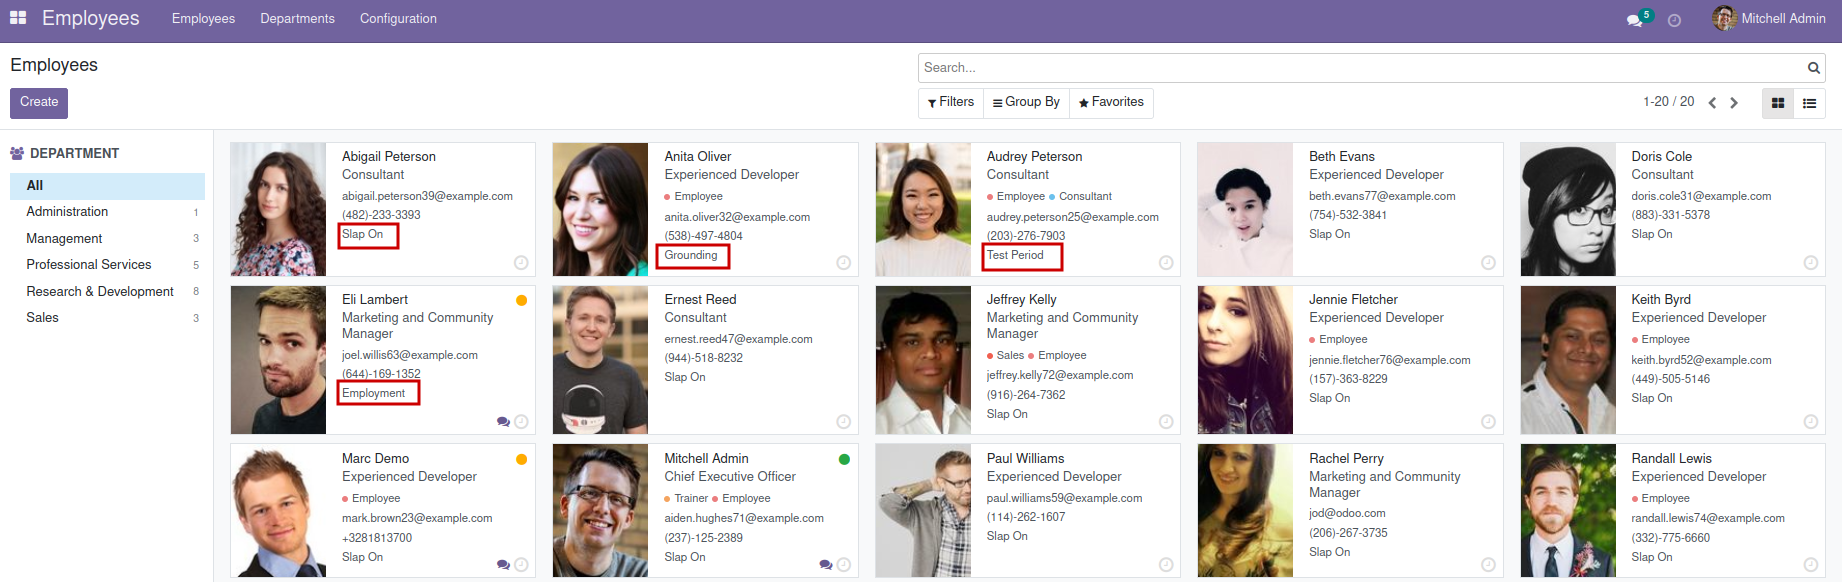 Employees Employees Departments Configuration 5 Mitchell Admin
Employees
Search...
Create
Filters Group By Favorites 1-20 / 20
DEPARTMENT
All
Administration 1
Management 3
Professional Services 5
Research & Development 8
Sales 3
Abigail Peterson
Consultant
abigail.peterson39@example.com
(482)-233-3393
Slap On
Anita Oliver
Experienced Developer
Employee
anita.oliver32@example.com
(538)-497-4804
Grounding
Audrey Peterson
Consultant
Employee Consultant
audrey.peterson25@example.com
(203)-276-7903
Test Period
Beth Evans
Experienced Developer
beth.evans77@example.com
(754)-532-3841
Slap On
Doris Cole
Consultant
doris.cole31@example.com
(883)-331-5378
Slap On
Eli Lambert
Marketing and Community
Manager
joel.willis63@example.com
(644)-169-1352
Employment
Ernest Reed
Consultant
ernest.reed47@example.com
(944)-518-8232
Slap On
Jeffrey Kelly
Marketing and Community
Manager
Sales Employee
jeffrey.kelly72@example.com
(916)-264-7362
Slap On
Jennie Fletcher
Experienced Developer
Employee
jennie.fletcher76@example.com
(157)-363-8229
Slap On
Keith Byrd
Experienced Developer
Employee
keith.byrd52@example.com
(449)-505-5146
Slap On
Marc Demo
Experienced Developer
Employee
mark.brown23@example.com
+3281813700
Slap On
Mitchell Admin
Chief Executive Officer
Trainer Employee
aiden.hughes71@example.com
(237)-125-2389
Slap On
Paul Williams
Experienced Developer
paul.williams59@example.com
(114)-262-1607
Slap On
Rachel Perry
Marketing and Community
Manager
jod@odoo.com
(206)-267-3735
Slap On
Randall Lewis
Experienced Developer
Employee
randall.lewis74@example.com
(332)-775-6660
Slap On